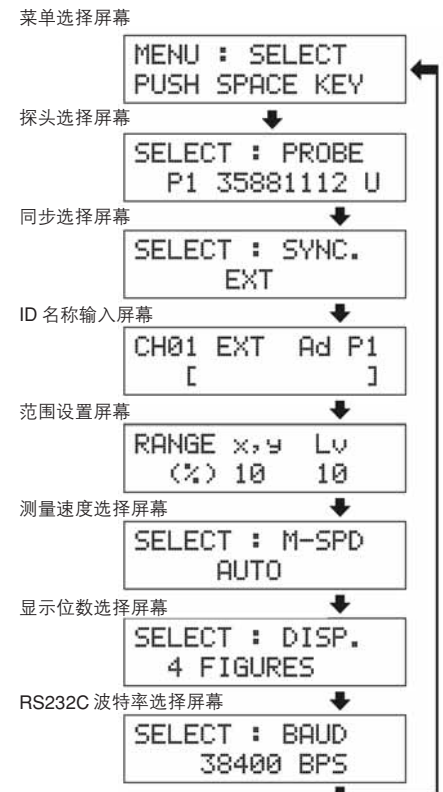 菜单选择屏幕
MENU : SELECT
PUSH SPACE KEY
探头选择屏幕
SELECT : PROBE
P1 35881112 U
同步选择屏幕
SELECT : SYNC.
EXT
ID 名称输入屏幕
CH01 EXT Ad P1
[ ]
范围设置屏幕
RANGE x,y Lv
(%) 10 10
测量速度选择屏幕
SELECT : M-SPD
AUTO
显示位数选择屏幕
SELECT : DISP.
4 FIGURES
RS232C 波特率选择屏幕
SELECT : BAUD
38400 BPS